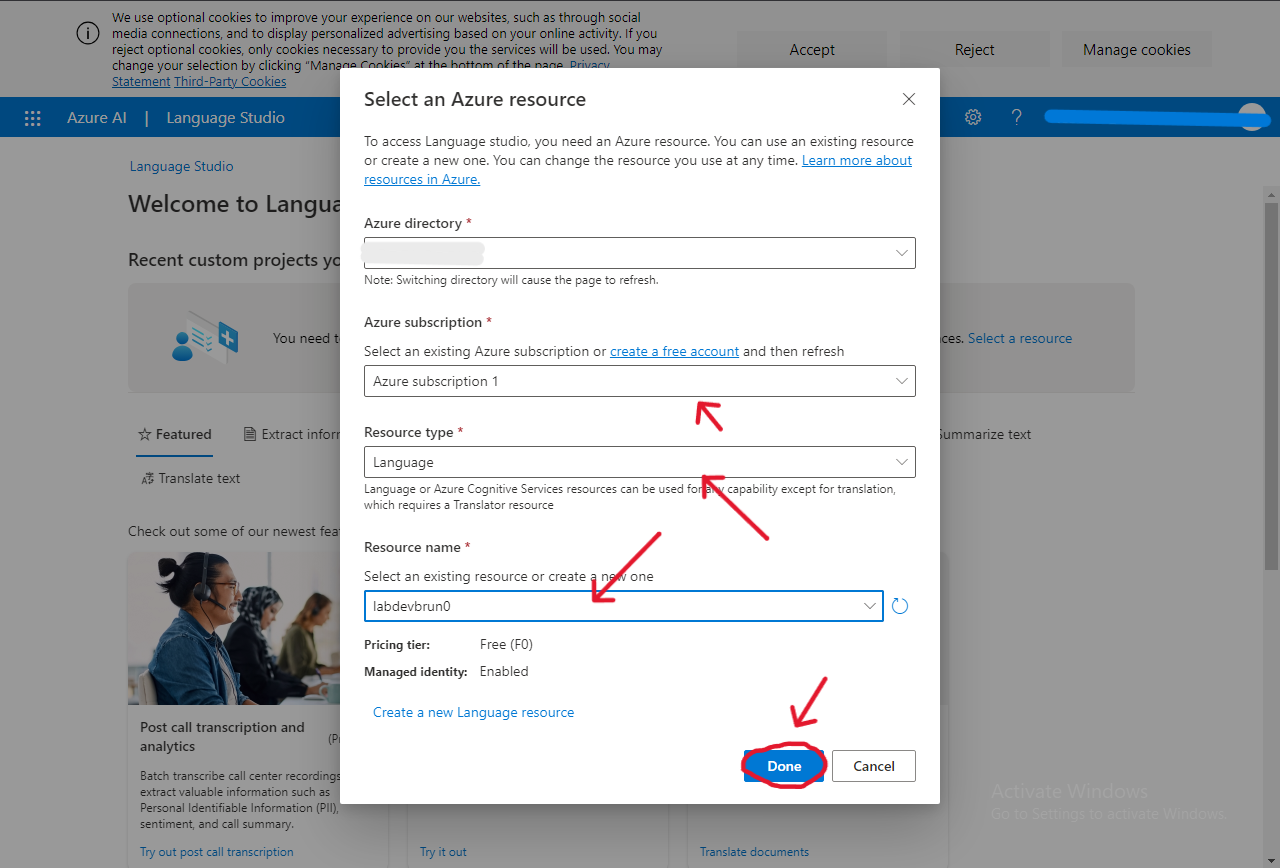 We use optional cookies to improve your experience on our websites, such as through social
media connections, and to display personalized advertising based on your online activity. If you
reject optional cookies, only cookies necessary to provide you the services will be used. You may
change your selection by clicking “Manage Cookies” at the bottom of the page. Privacy
Statement Third-Party Cookies
Accept
Reject
Manage cookies
Azure AI | Language Studio
?
Select an Azure resource
To access Language studio, you need an Azure resource. You can use an existing resource
or create a new one. You can change the resource you use at any time. Learn more about
resources in Azure.
Azure directory *
Note: Switching directory will cause the page to refresh.
Azure subscription *
Select an existing Azure subscription or create a free account and then refresh
Azure subscription 1
Resource type *
Language
Language or Azure Cognitive Services resources can be used for any capability except for translation,
which requires a Translator resource
Resource name *
Select an existing resource or create a new one
labdevbrun0
Pricing tier: Free (F0)
Managed identity: Enabled
Create a new Language resource
Done
Cancel
Language Studio
Welcome to Langua
Recent custom projects yo
You need t
ces. Select a resource
Featured
Extract inform
Summarize text
Translate text
Check out some of our newest fea
Post call transcription and
analytics
(Pr
Batch transcribe call center recordings
extract valuable information such as
Personal Identifiable Information (PII),
sentiment, and call summary.
Try out post call transcription
Try it out
Translate documents
Activate Windows
Go to Settings to activate Windows.